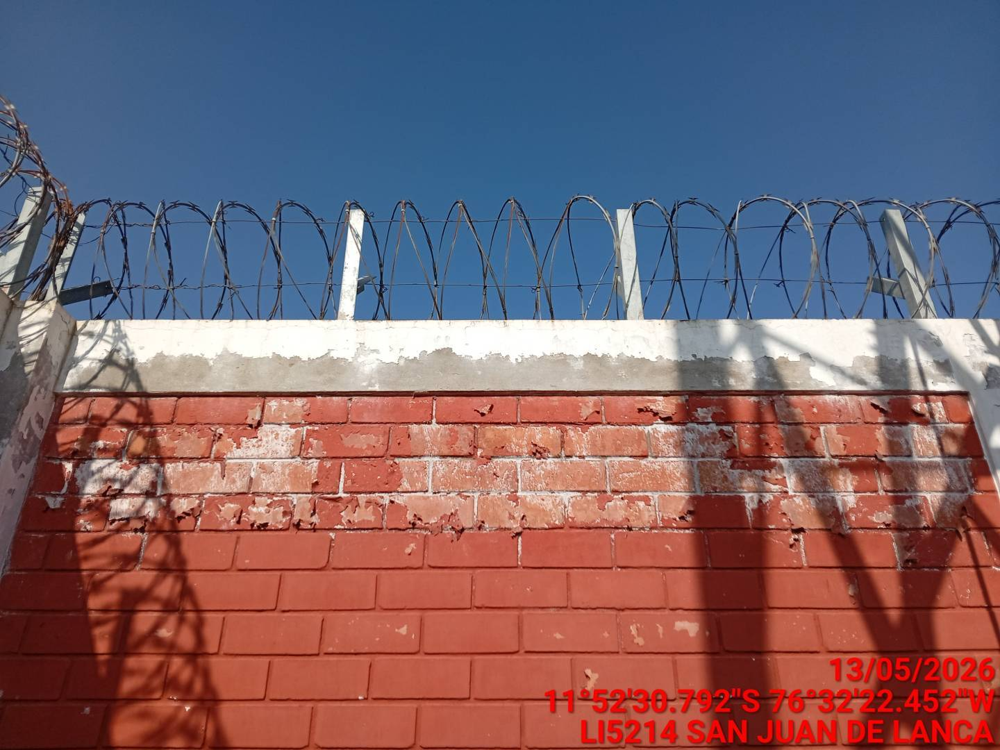 13/05/2026
11°52'30.792"S 76°32'22.452"W
LI5214 SAN JUAN DE LANCA